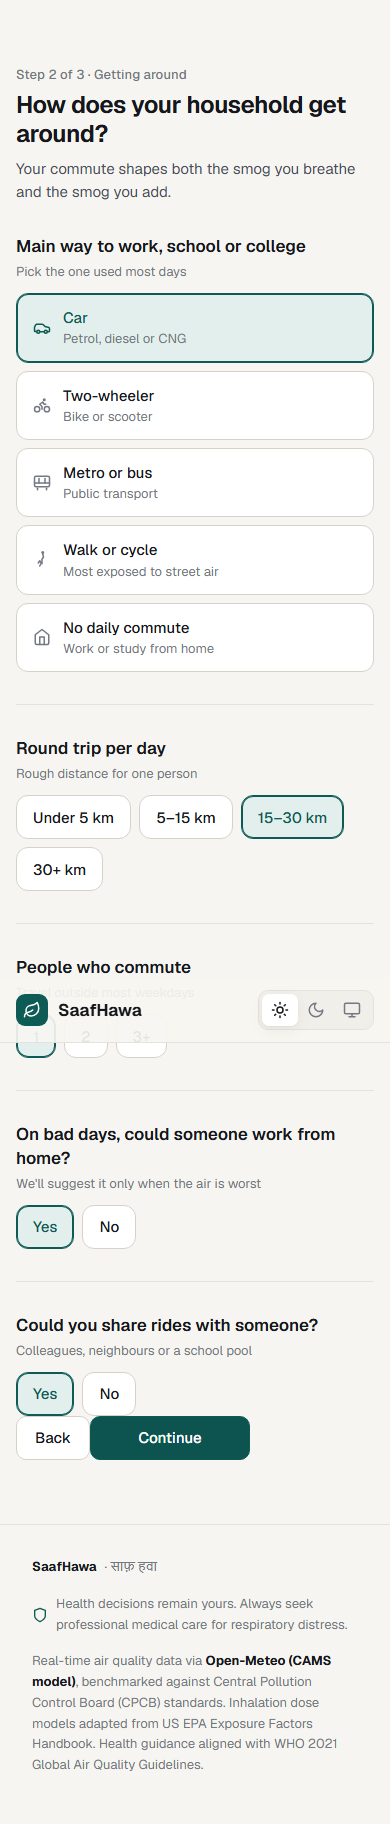 Step 2 of 3 · Getting around
How does your household get
around?
Your commute shapes both the smog you breathe
and the smog you add.
Main way to work, school or college
Pick the one used most days
Car
Petrol, diesel or CNG
Two-wheeler
Bike or scooter
Metro or bus
Public transport
Walk or cycle
Most exposed to street air
No daily commute
Work or study from home
Round trip per day
Rough distance for one person
Under 5 km 5–15 km 15–30 km
30+ km
People who commute
Travel outside most weekdays
SaafHawa
1 2 3+
On bad days, could someone work from
home?
We'll suggest it only when the air is worst
Yes No
Could you share rides with someone?
Colleagues, neighbours or a school pool
Yes No
Back Continue
SaafHawa · साफ़ हवा
Health decisions remain yours. Always seek
professional medical care for respiratory distress.
Real-time air quality data via Open-Meteo (CAMS
model), benchmarked against Central Pollution
Control Board (CPCB) standards. Inhalation dose
models adapted from US EPA Exposure Factors
Handbook. Health guidance aligned with WHO 2021
Global Air Quality Guidelines.